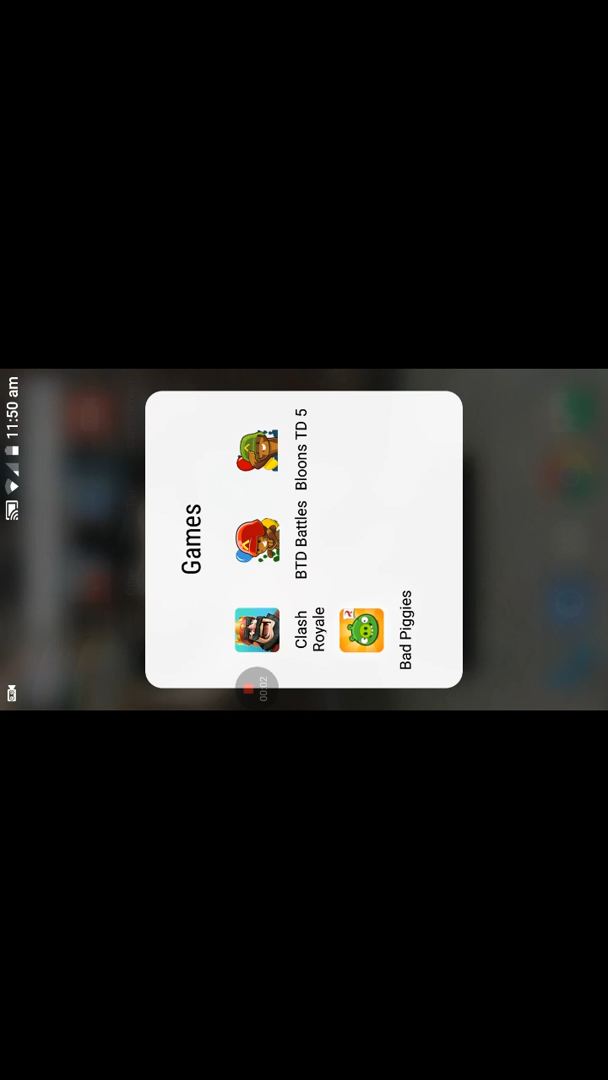 11:50 am
Games
Clash
Royale
BTD Battles
Bloons TD 5
Bad Piggies
00:02